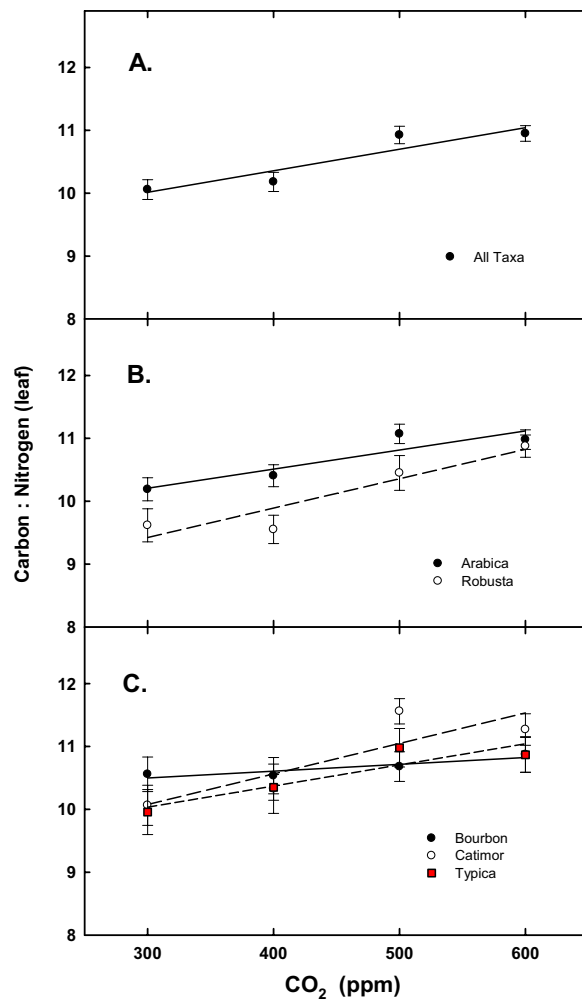 A.
12
11
10
9
8
All Taxa
B.
12
11
10
9
8
Arabica
Robusta
C.
12
11
10
9
8
Bourbon
Catimor
Typica
300 400 500 600
CO₂ (ppm)
Carbon : Nitrogen (leaf)